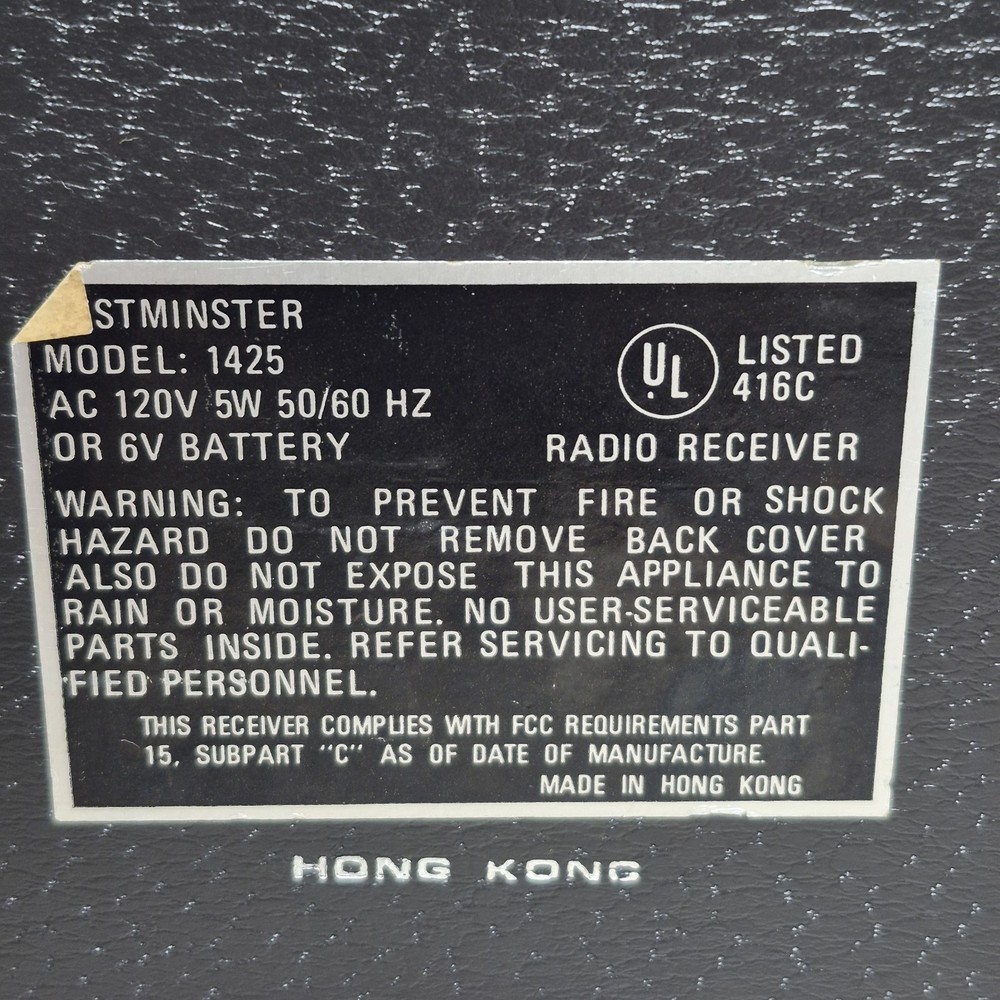 STMINSTER
MODEL: 1425
AC 120V 5W 50/60 HZ
OR 6V BATTERY
UL LISTED
416C
RADIO RECEIVER
WARNING: TO PREVENT FIRE OR SHOCK
HAZARD DO NOT REMOVE BACK COVER
ALSO DO NOT EXPOSE THIS APPLIANCE TO
RAIN OR MOISTURE. NO USER-SERVICEABLE
PARTS INSIDE. REFER SERVICING TO QUALI-
FIED PERSONNEL.
THIS RECEIVER COMPLIES WITH FCC REQUIREMENTS PART
15, SUBPART "C" AS OF DATE OF MANUFACTURE.
MADE IN HONG KONG
HONG KONG